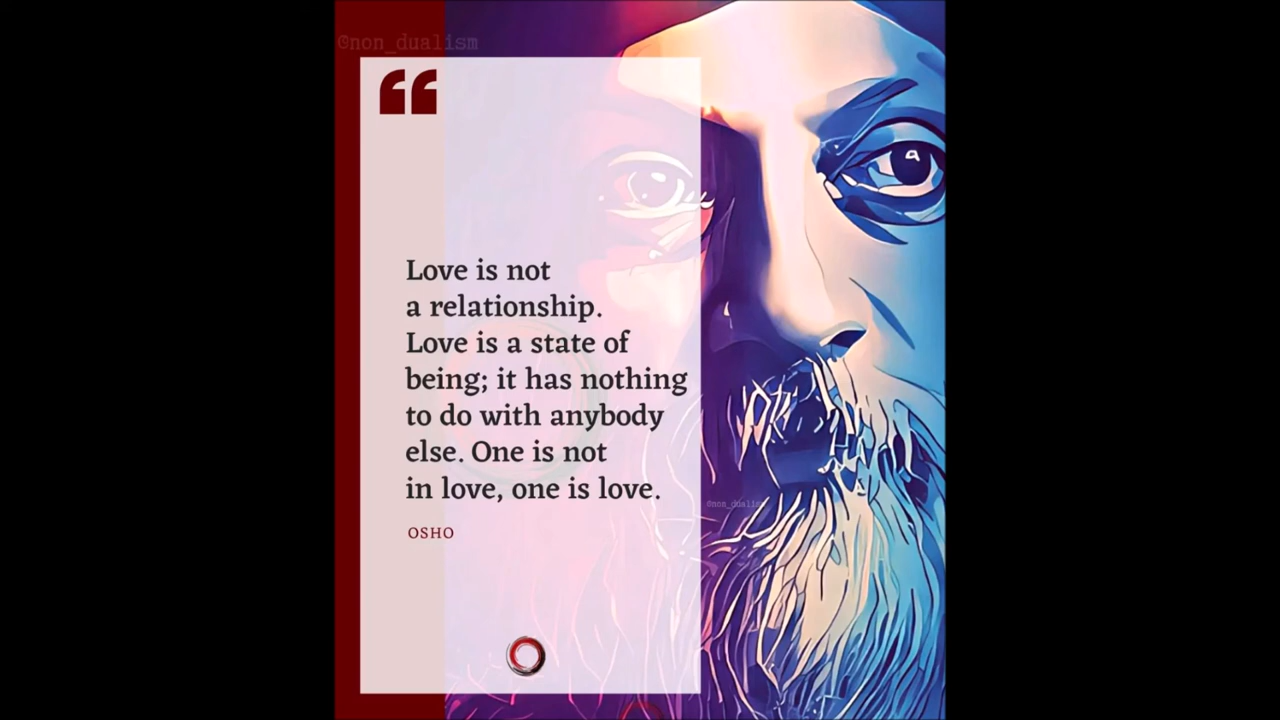 @non_dualism
“
Love is not
a relationship.
Love is a state of
being; it has nothing
to do with anybody
else. One is not
in love, one is love.
OSHO
@non_dualism